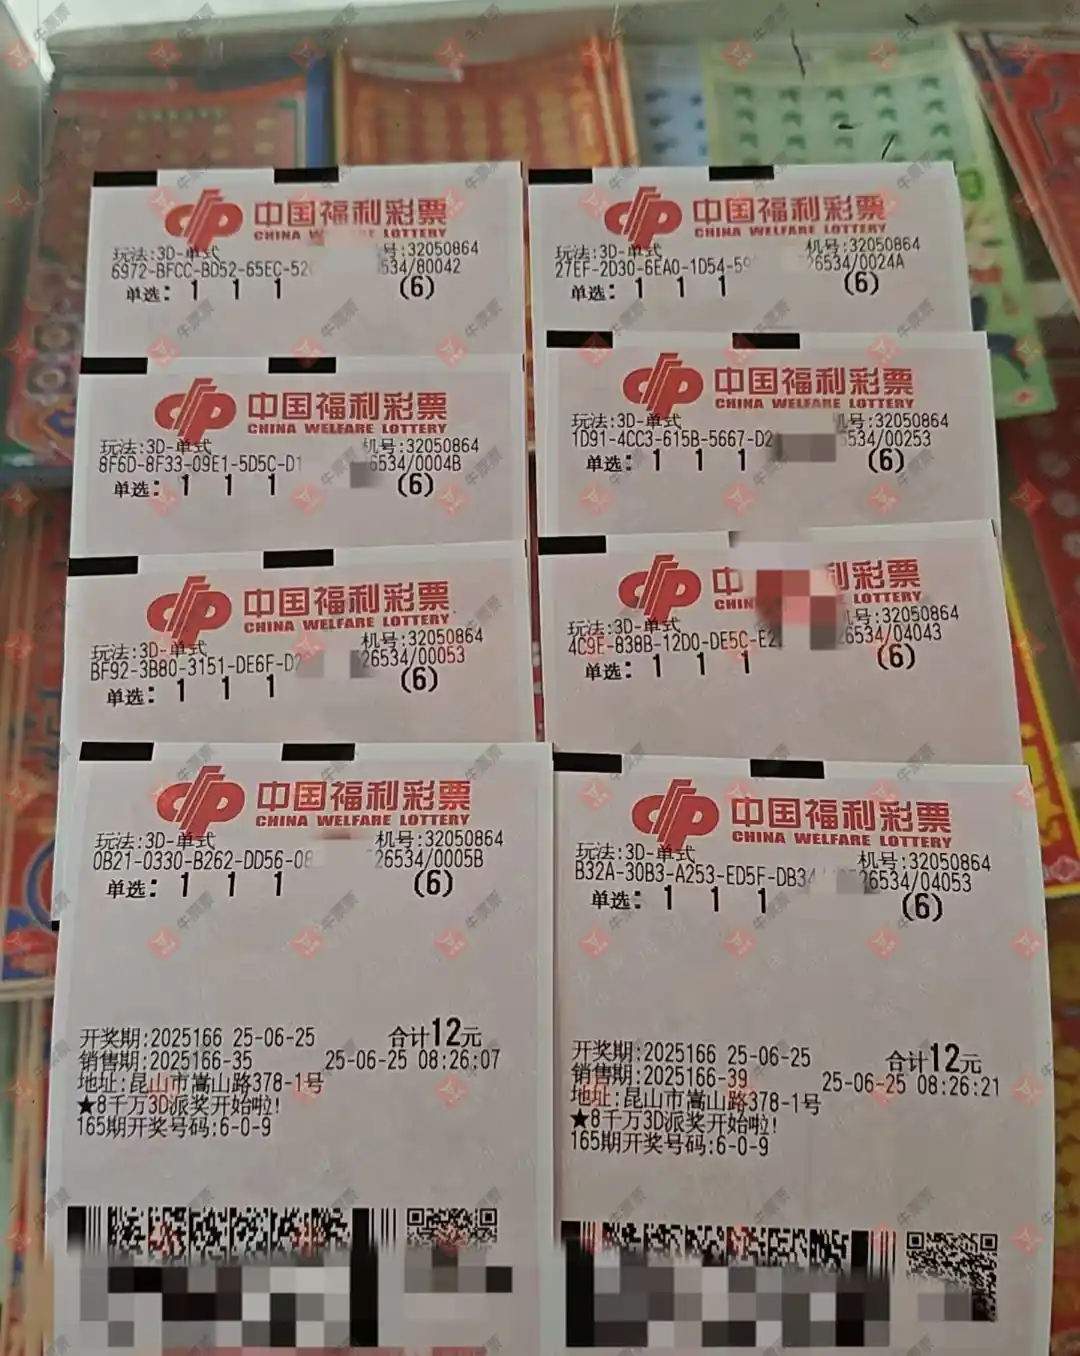 中国福利彩票
CHINA WELFARE LOTTERY
玩法:3D-单式 号:32050864
6972-BFCC-BD52-65EC-52 6534/80042
单选: 1 1 1 (6)
中国福利彩票
CHINA WELFARE LOTTERY
玩法:3D-单式 机号:32050864
27EF-2D30-6EA0-1D54-59 26534/0024A
单选: 1 1 1 (6)
中国福利彩票
CHINA WELFARE LOTTERY
玩法:3D-单式 机号:32050864
8F6D-8F33-09E1-5D5C-D1 6534/0004B
单选: 1 1 1 (6)
中国福利彩票
CHINA WELFARE LOTTERY
玩法:3D-单式 机号:32050864
1D91-4CC3-615B-5667-D2 6534/00253
单选: 1 1 1 (6)
中国福利彩票
CHINA WELFARE LOTTERY
玩法:3D-单式 机号:32050864
BF92-3B80-3151-DE6F-D2 26534/00053
单选: 1 1 1 (6)
中 利彩票
CHIN LFARE LOTTERY
玩法:3D-单式 机号:32050864
4C9E-838B-12D0-DE5C-E2 26534/04043
单选: 1 1 1 (6)
中国福利彩票
CHINA WELFARE LOTTERY
玩法:3D-单式 机号:32050864
0B21-0330-B262-DD56-08 26534/0005B
单选: 1 1 1 (6)
开奖期:2025166 25-06-25 合计12元
销售期:2025166-35 25-06-25 08:26:07
地址:昆山市嵩山路378-1号
★8千万3D派奖开始啦!
165期开奖号码:6-0-9
中国福利彩票
CHINA WELFARE LOTTERY
玩法:3D-单式 机号:32050864
B32A-30B3-A253-ED5F-DB34 26534/04053
单选: 1 1 1 (6)
开奖期:2025166 25-06-25 合计12元
销售期:2025166-39 25-06-25 08:26:21
地址:昆山市嵩山路378-1号
★8千万3D派奖开始啦!
165期开奖号码:6-0-9
牛票票